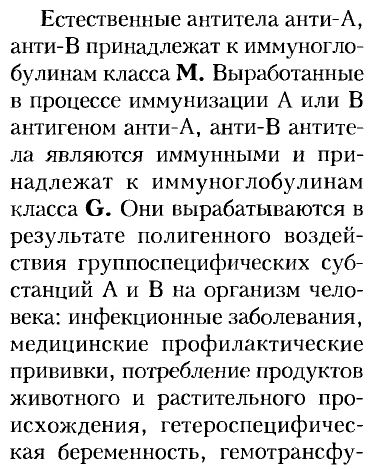 Естественные антитела анти-А,
анти-В принадлежат к иммуногло-
булинам класса М. Выработанные
в процессе иммунизации А или В
антигеном анти-А, анти-В антите-
ла являются иммунными и при-
надлежат к иммуноглобулинам
класса G. Они вырабатываются в
результате полигенного воздей-
ствия группоспецифических суб-
станций А и В на организм чело-
века: инфекционные заболевания,
медицинские профилактические
прививки, потребление продуктов
животного и растительного про-
исхождения, гетероспецифичес-
кая беременность, гемотрансфу-